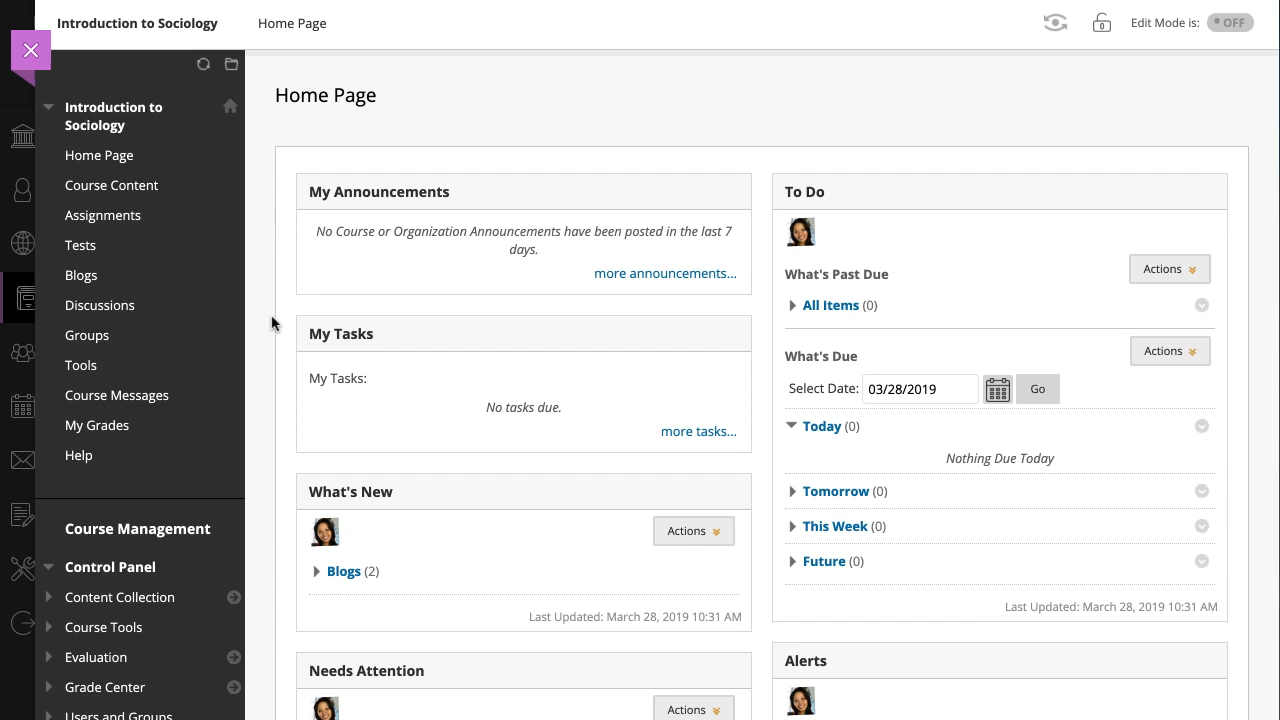 Introduction to Sociology
Home Page
Edit Mode is:
OFF
Introduction to
Sociology
Home Page
Course Content
Assignments
Tests
Blogs
Discussions
Groups
Tools
Course Messages
My Grades
Help
Course Management
Control Panel
Content Collection
Course Tools
Evaluation
Grade Center
Users and Groups
Home Page
My Announcements
No Course or Organization Announcements have been posted in the last 7
days.
more announcements...
My Tasks
My Tasks:
No tasks due.
more tasks...
What's New
Actions
Blogs (2)
Last Updated: March 28, 2019 10:31 AM
Needs Attention
Actions
To Do
What's Past Due
Actions
All Items (0)
What's Due
Actions
Select Date: 03/28/2019 Go
Today (0)
Nothing Due Today
Tomorrow (0)
This Week (0)
Future (0)
Last Updated: March 28, 2019 10:31 AM
Alerts